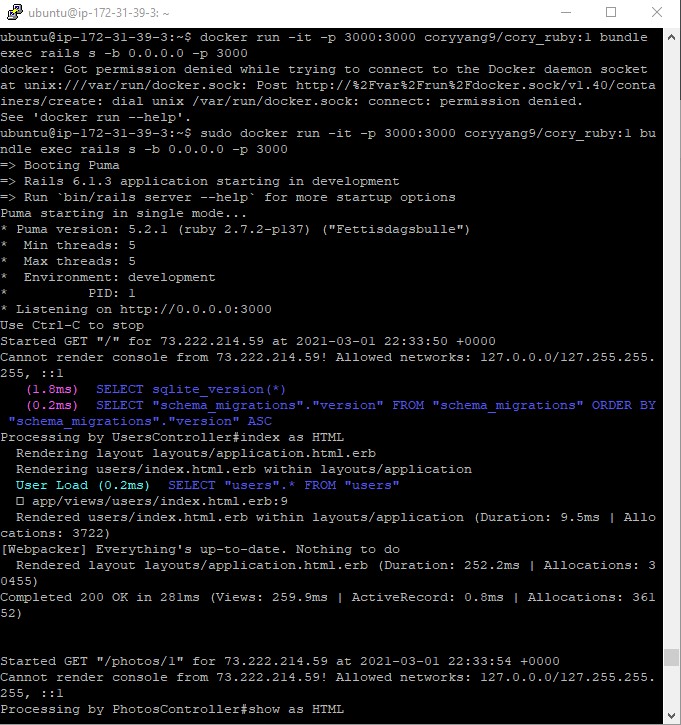 ubuntu@ip-172-31-39-3: ~
ubuntu@ip-172-31-39-3:~$ docker run -it -p 3000:3000 coryyang9/cory_ruby:1 bundle
exec rails s -b 0.0.0.0 -p 3000
docker: Got permission denied while trying to connect to the Docker daemon socket
at unix:///var/run/docker.sock: Post http://%2Fvar%2Frun%2Fdocker.sock/v1.40/conta
iners/create: dial unix /var/run/docker.sock: connect: permission denied.
See 'docker run --help'.
ubuntu@ip-172-31-39-3:~$ sudo docker run -it -p 3000:3000 coryyang9/cory_ruby:1 bu
ndle exec rails s -b 0.0.0.0 -p 3000
=> Booting Puma
=> Rails 6.1.3 application starting in development
=> Run `bin/rails server --help` for more startup options
Puma starting in single mode...
* Puma version: 5.2.1 (ruby 2.7.2-p137) ("Fettisdagsbulle")
*  Min threads: 5
*  Max threads: 5
*  Environment: development
*          PID: 1
* Listening on http://0.0.0.0:3000
Use Ctrl-C to stop
Started GET "/" for 73.222.214.59 at 2021-03-01 22:33:50 +0000
Cannot render console from 73.222.214.59! Allowed networks: 127.0.0.0/127.255.255.
255, ::1
   (1.8ms)  SELECT sqlite_version(*)
   (0.2ms)  SELECT "schema_migrations"."version" FROM "schema_migrations" ORDER BY
 "schema_migrations"."version" ASC
Processing by UsersController#index as HTML
  Rendering layout layouts/application.html.erb
  Rendering users/index.html.erb within layouts/application
  User Load (0.2ms)  SELECT "users".* FROM "users"
  □ app/views/users/index.html.erb:9
  Rendered users/index.html.erb within layouts/application (Duration: 9.5ms | Allo
cations: 3722)
[Webpacker] Everything's up-to-date. Nothing to do
  Rendered layout layouts/application.html.erb (Duration: 252.2ms | Allocations: 3
0455)
Completed 200 OK in 281ms (Views: 259.9ms | ActiveRecord: 0.8ms | Allocations: 361
52)
Started GET "/photos/1" for 73.222.214.59 at 2021-03-01 22:33:54 +0000
Cannot render console from 73.222.214.59! Allowed networks: 127.0.0.0/127.255.255.
255, ::1
Processing by PhotosController#show as HTML